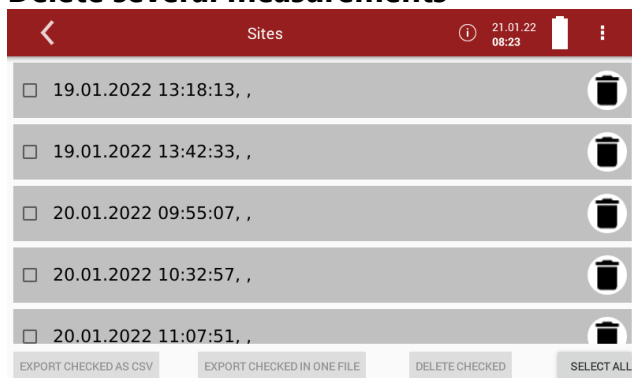 Delete several measurements
Sites
21.01.22
08:23
19.01.2022 13:18:13, ,
19.01.2022 13:42:33, ,
20.01.2022 09:55:07, ,
20.01.2022 10:32:57, ,
20.01.2022 11:07:51, ,
EXPORT CHECKED AS CSV EXPORT CHECKED IN ONE FILE DELETE CHECKED SELECT ALL